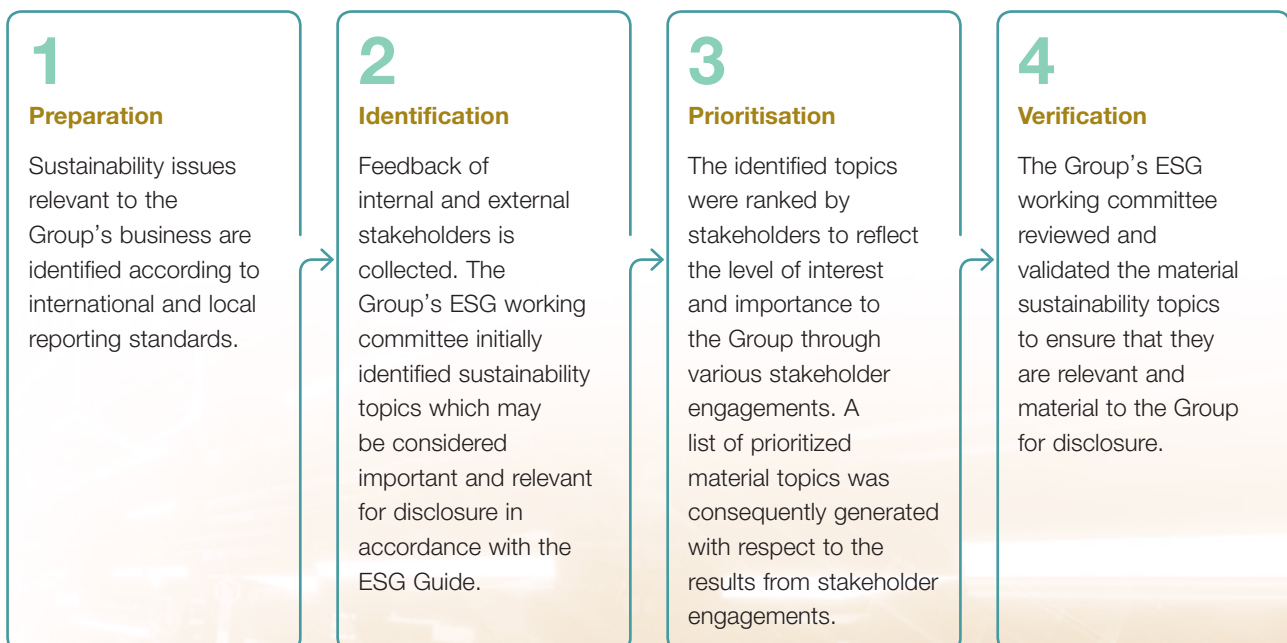 1
Preparation
Sustainability issues
relevant to the
Group’s business are
identified according to
international and local
reporting standards.
2
Identification
Feedback of
internal and external
stakeholders is
collected. The
Group’s ESG working
committee initially
identified sustainability
topics which may
be considered
important and relevant
for disclosure in
accordance with the
ESG Guide.
3
Prioritisation
The identified topics
were ranked by
stakeholders to reflect
the level of interest
and importance to
the Group through
various stakeholder
engagements. A
list of prioritized
material topics was
consequently generated
with respect to the
results from stakeholder
engagements.
4
Verification
The Group’s ESG
working committee
reviewed and
validated the material
sustainability topics
to ensure that they
are relevant and
material to the Group
for disclosure.